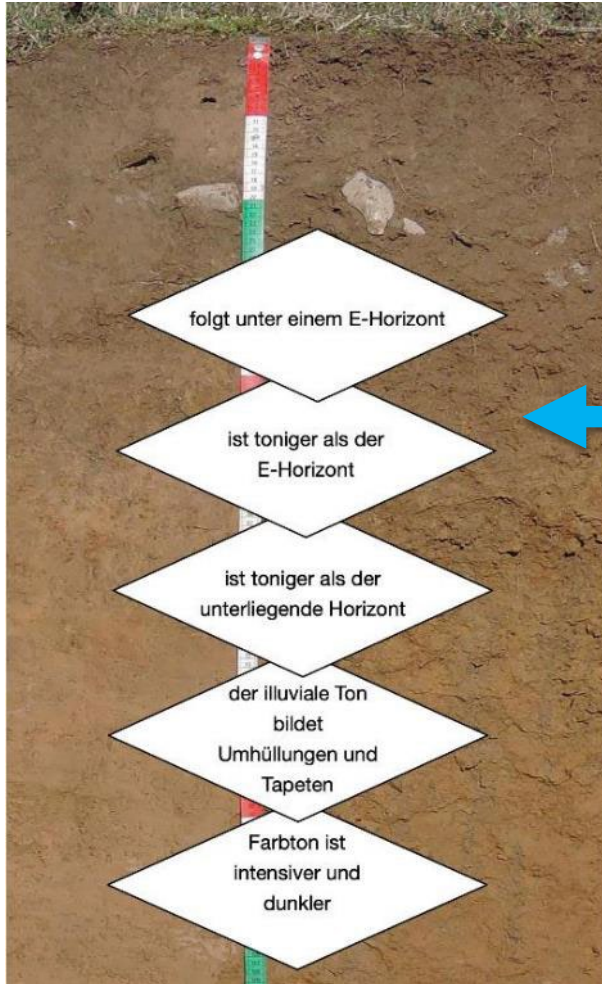 folgt unter einem E-Horizont
ist toniger als der
E-Horizont
ist toniger als der
unterliegende Horizont
der illuviale Ton
bildet
Umhüllungen und
Tapeten
Farbton ist
intensiver und
dunkler